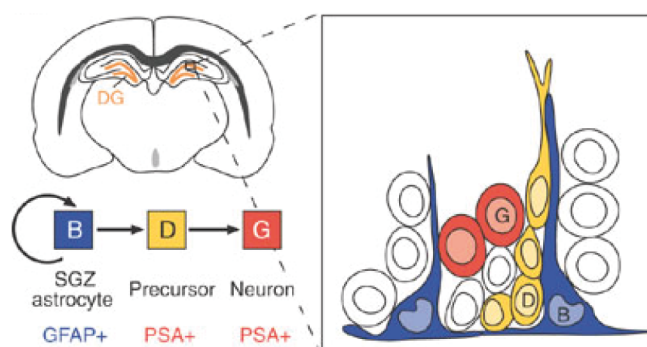 DG
B
D
G
SGZ
astrocyte
Precursor
Neuron
GFAP+
PSA+
PSA+
G
D
B